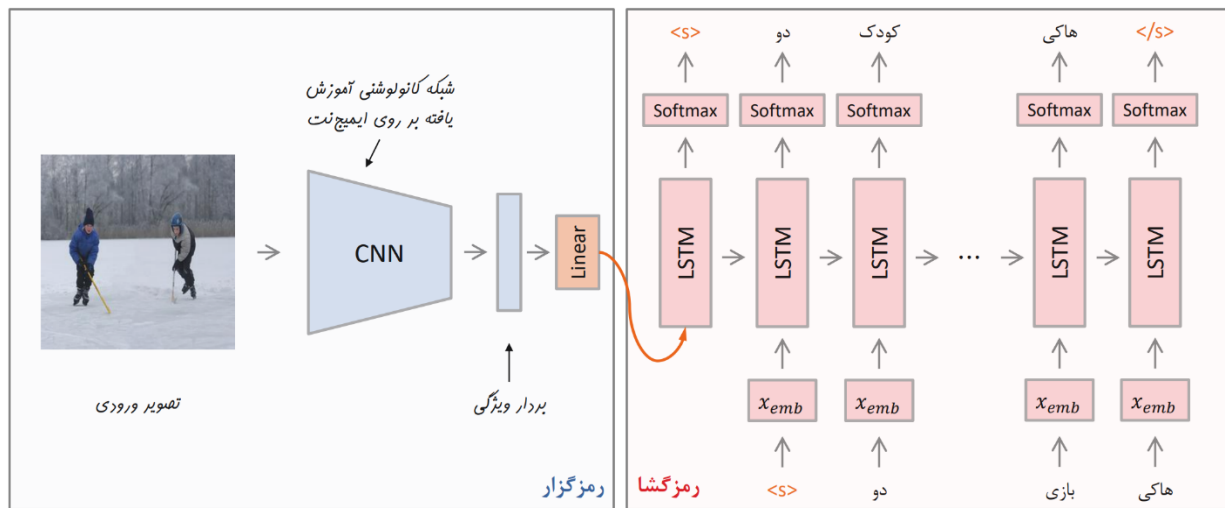 شبکه کانولوشنی آموزش
یافته بر روی ایمیج‌نت
CNN
Linear
تصویر ورودی
بردار ویژگی
رمزگزار
<s> دو کودک هاکی </s>
Softmax Softmax Softmax Softmax Softmax
LSTM LSTM LSTM ... LSTM LSTM
x_emb x_emb x_emb x_emb
<s> دو بازی هاکی
رمزگشا